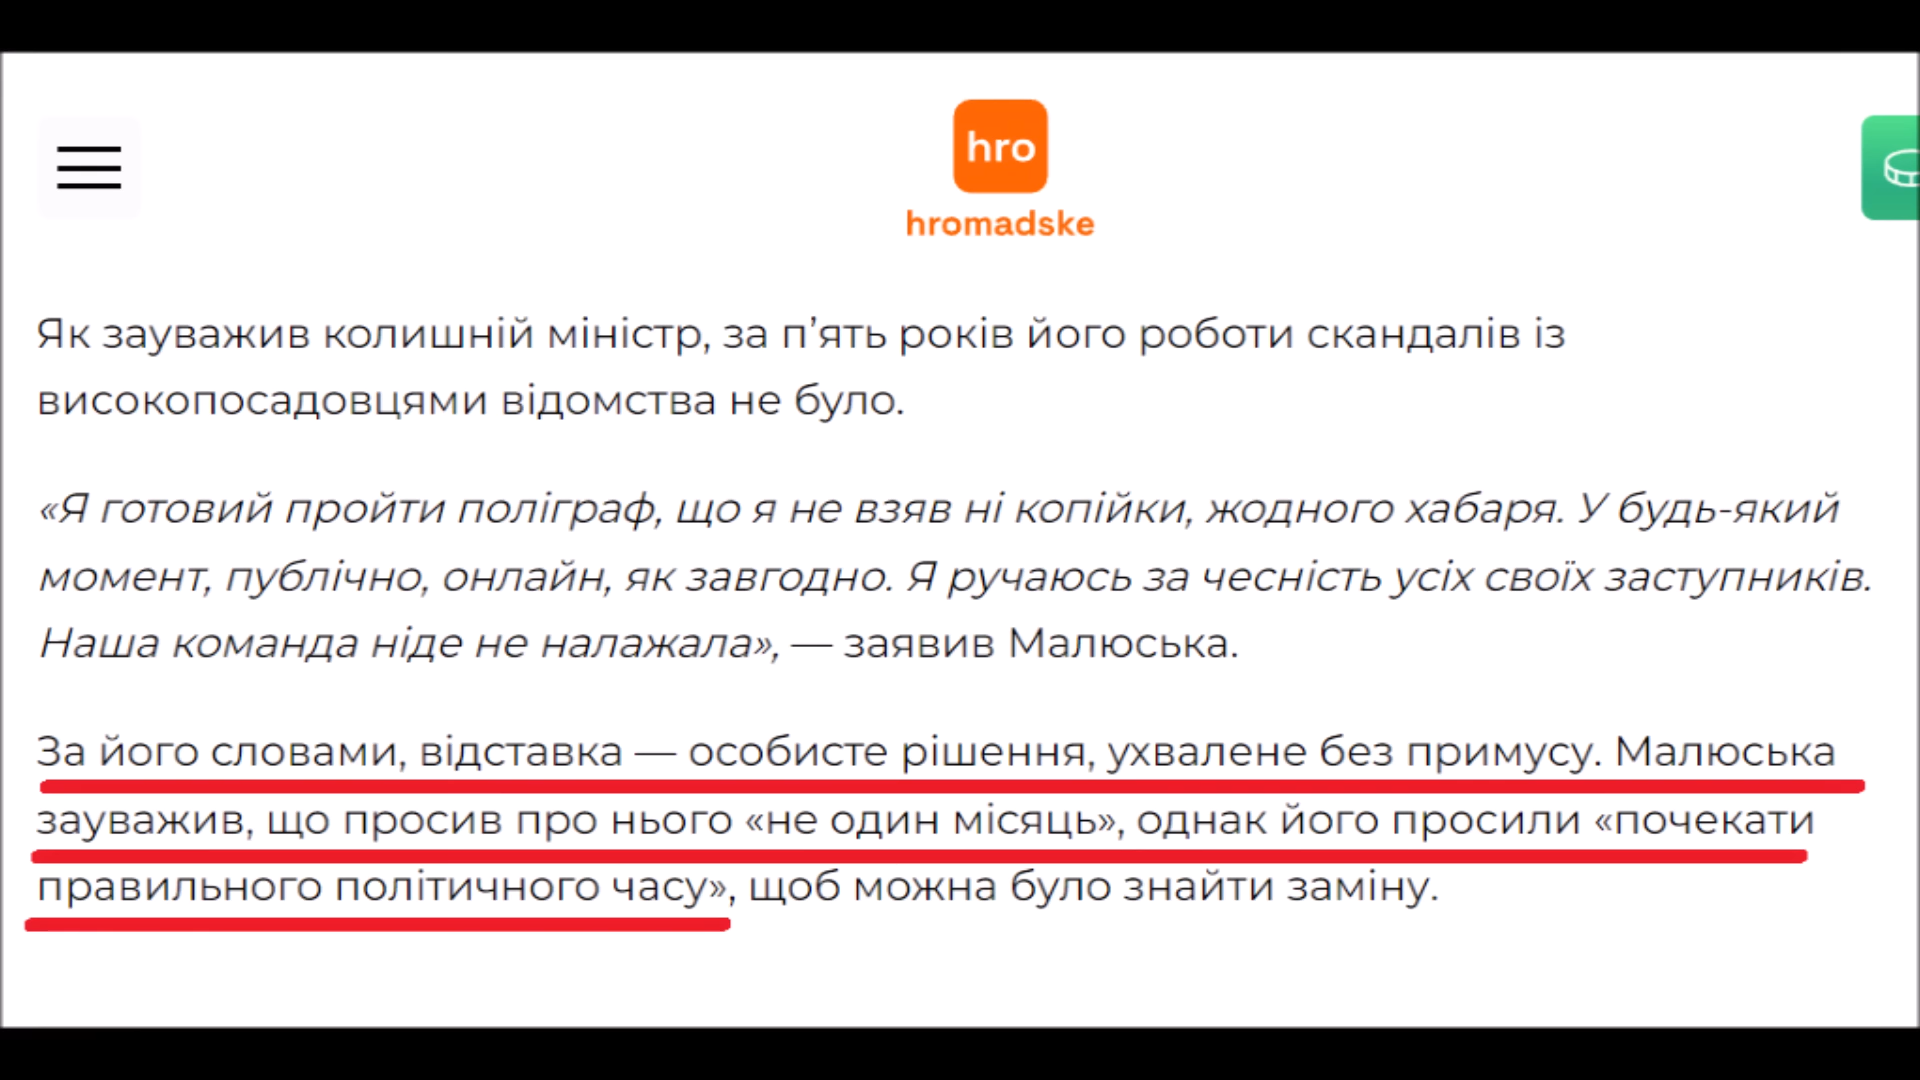 hro
hromadske
Як зауважив колишній міністр, за п’ять років його роботи скандалів із
високопосадовцями відомства не було.
«Я готовий пройти поліграф, що я не взяв ні копійки, жодного хабаря. У будь-який
момент, публічно, онлайн, як завгодно. Я ручаюсь за чесність усіх своїх заступників.
Наша команда ніде не налажала», — заявив Малюська.
За його словами, відставка — особисте рішення, ухвалене без примусу. Малюська
зауважив, що просив про нього «не один місяць», однак його просили «почекати
правильного політичного часу», щоб можна було знайти заміну.